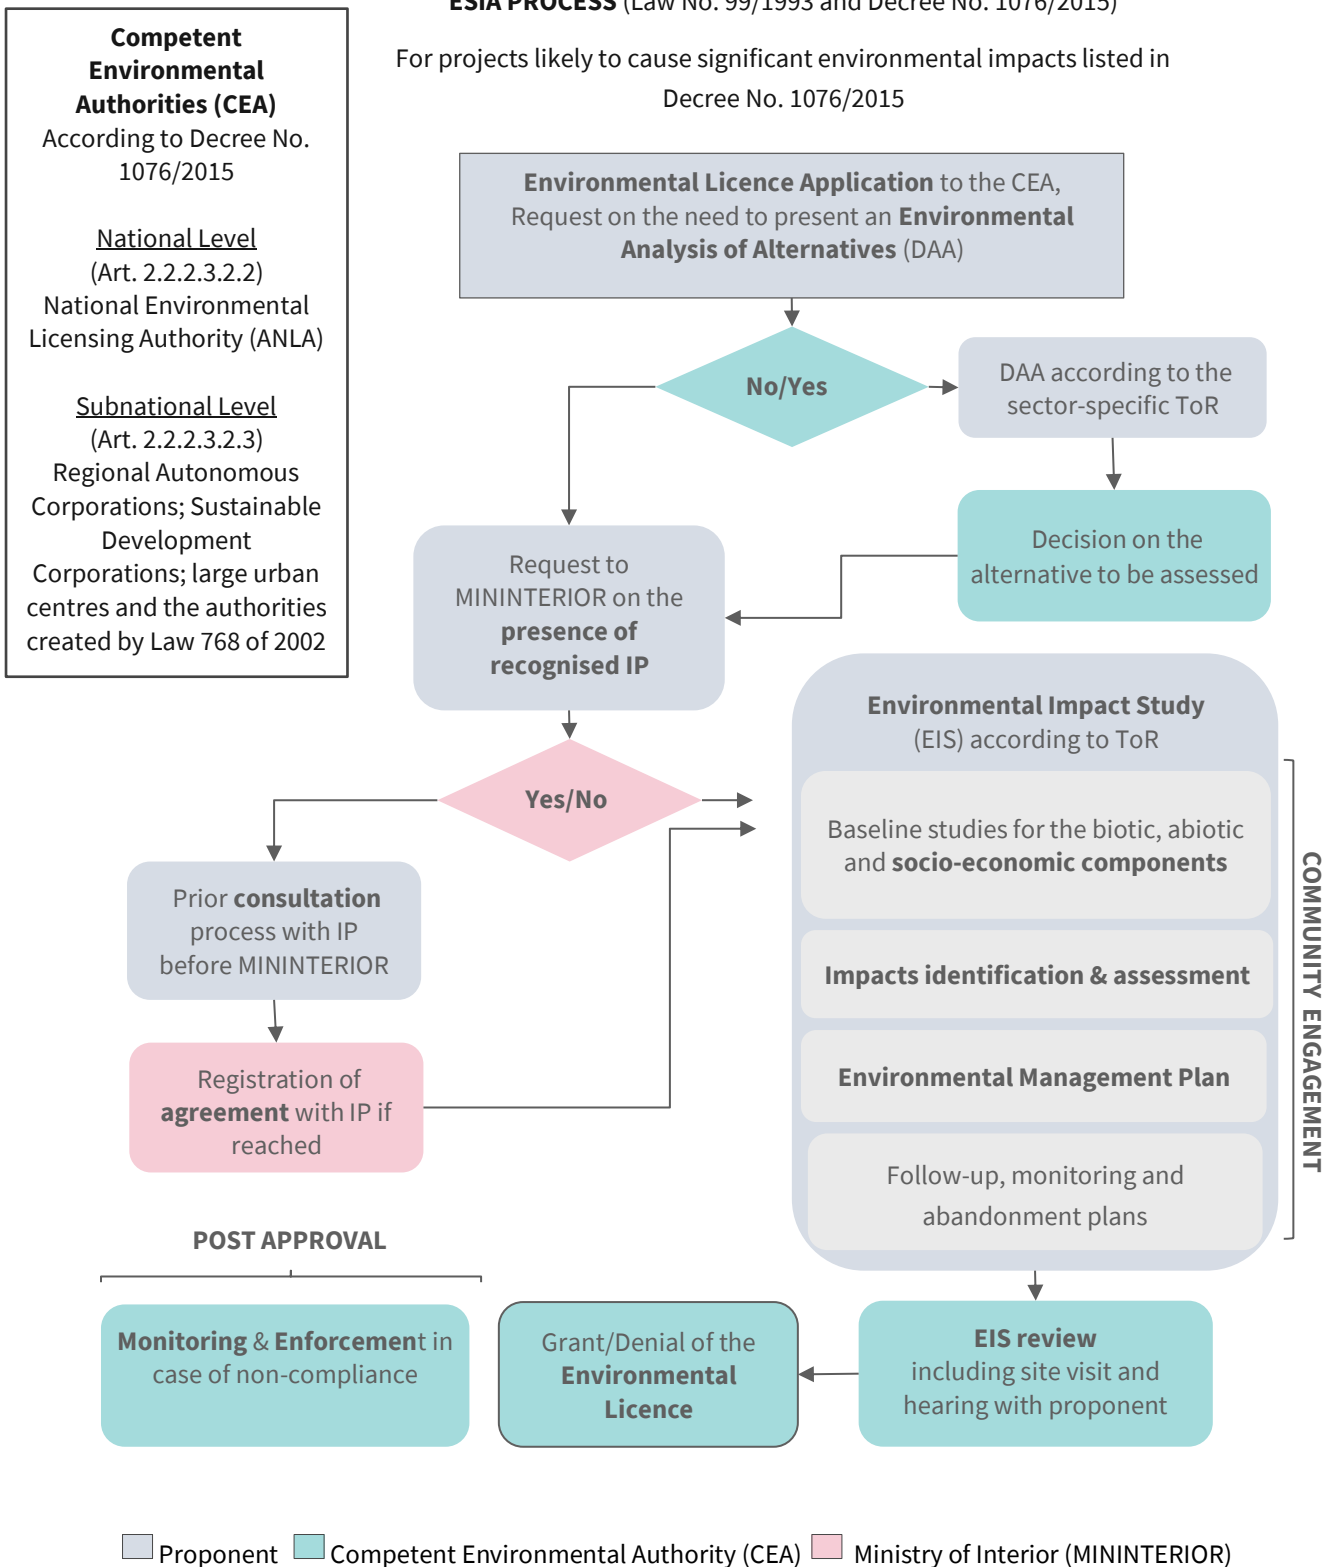 ESIA PROCESS (Law No. 99/1993 and Decree No. 1076/2015)
For projects likely to cause significant environmental impacts listed in
Decree No. 1076/2015
Competent
Environmental
Authorities (CEA)
According to Decree No.
1076/2015
National Level
(Art. 2.2.2.3.2.2)
National Environmental
Licensing Authority (ANLA)
Subnational Level
(Art. 2.2.2.3.2.3)
Regional Autonomous
Corporations; Sustainable
Development
Corporations; large urban
centres and the authorities
created by Law 768 of 2002
Environmental Licence Application to the CEA,
Request on the need to present an Environmental
Analysis of Alternatives (DAA)
No/Yes
DAA according to the
sector-specific ToR
Decision on the
alternative to be assessed
Request to
MININTERIOR on the
presence of
recognised IP
Yes/No
Prior consultation
process with IP
before MININTERIOR
Registration of
agreement with IP if
reached
Environmental Impact Study
(EIS) according to ToR
Baseline studies for the biotic, abiotic
and socio-economic components
Impacts identification & assessment
Environmental Management Plan
Follow-up, monitoring and
abandonment plans
COMMUNITY ENGAGEMENT
EIS review
including site visit and
hearing with proponent
Grant/Denial of the
Environmental
Licence
POST APPROVAL
Monitoring & Enforcement in
case of non-compliance
Proponent
Competent Environmental Authority (CEA)
Ministry of Interior (MININTERIOR)